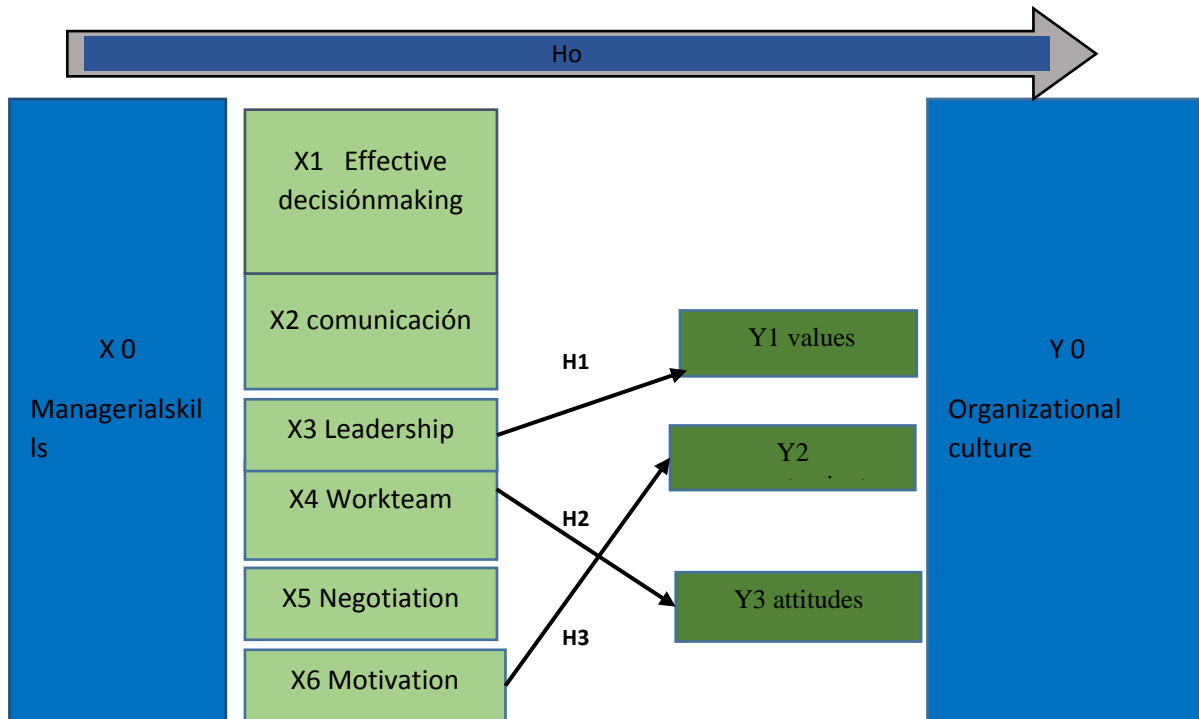 Ho
X 0
Managerialskil
ls
X1 Effective
decisiónmaking
X2 comunicación
X3 Leadership
X4 Workteam
X5 Negotiation
X6 Motivation
H1
H2
H3
Y1 values
Y2
Y3 attitudes
Y 0
Organizational
culture